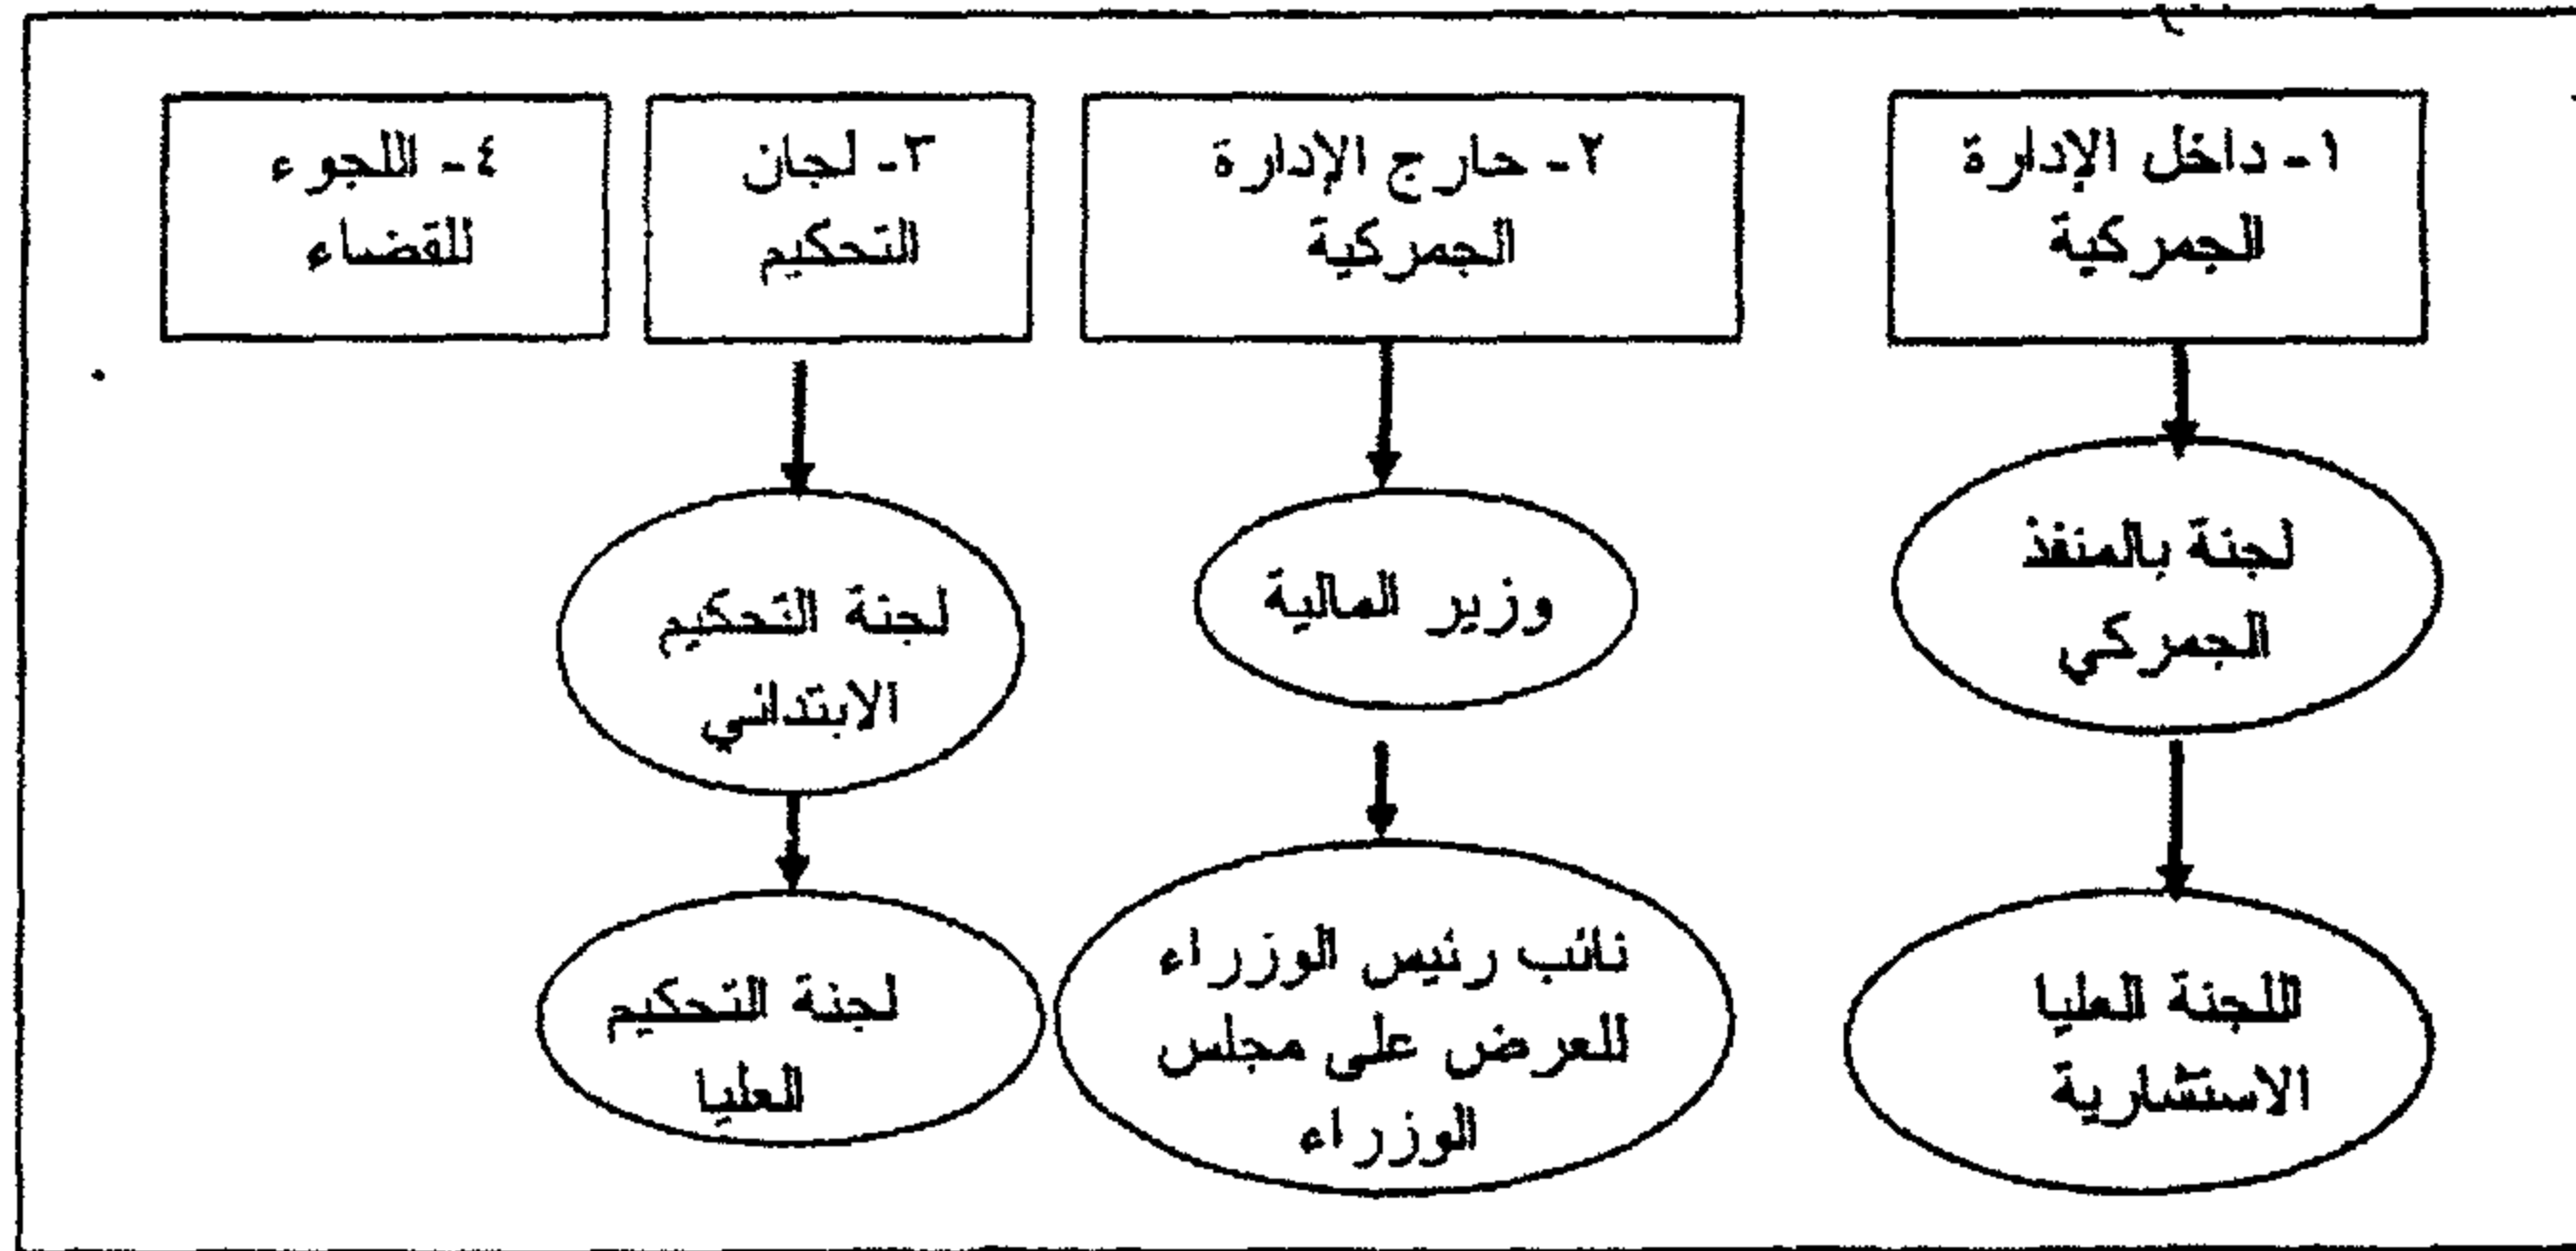 ١- داخل الإدارة
الجمركية
لجنة بالمنفذ
الجمركي
اللجنة العليا
الاستشارية
٢- حارج الإدارة
الجمركية
وزير المالية
نائب رئيس الوزراء
للعرض على مجلس
الوزراء
٣- لجان
التحكيم
لجنة التحكيم
الابتدائي
لجنة التحكيم
العليا
٤- اللجوء
للقضاء